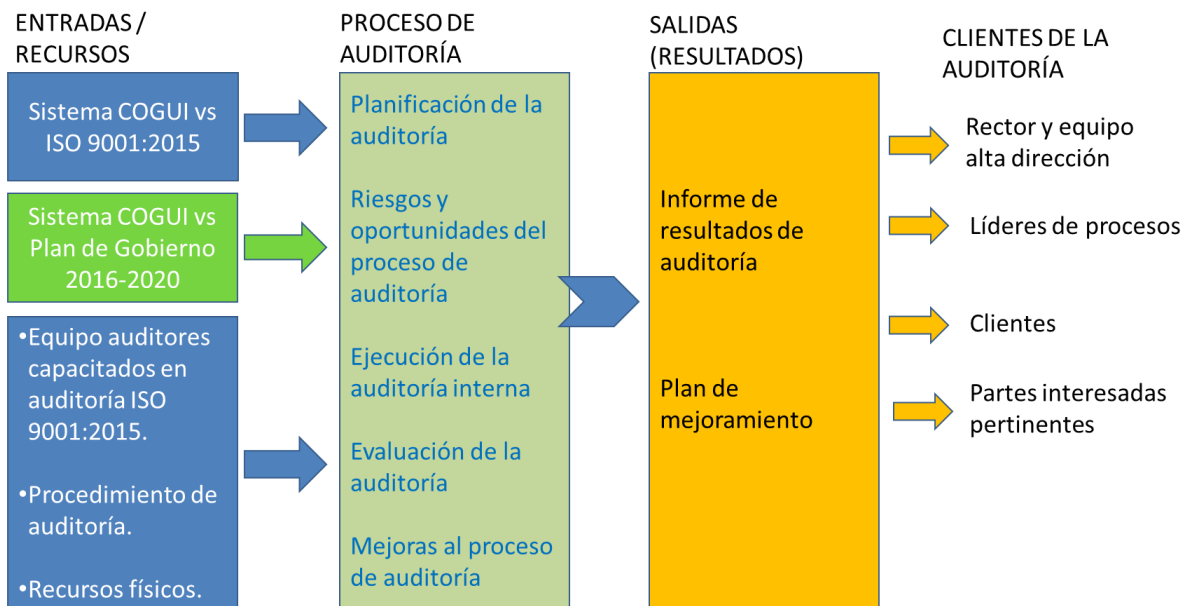 ENTRADAS /
RECURSOS
Sistema COGUI vs
ISO 9001:2015
Sistema COGUI vs
Plan de Gobierno
2016-2020
•Equipo auditores
capacitados en
auditoría ISO
9001:2015.
•Procedimiento de
auditoría.
•Recursos físicos.
PROCESO DE
AUDITORÍA
Planificación de la
auditoría
Riesgos y
oportunidades del
proceso de
auditoría
Ejecución de la
auditoría interna
Evaluación de la
auditoría
Mejoras al proceso
de auditoría
SALIDAS
(RESULTADOS)
Informe de
resultados de
auditoría
Plan de
mejoramiento
CLIENTES DE LA
AUDITORÍA
Rector y equipo
alta dirección
Líderes de procesos
Clientes
Partes interesadas
pertinentes